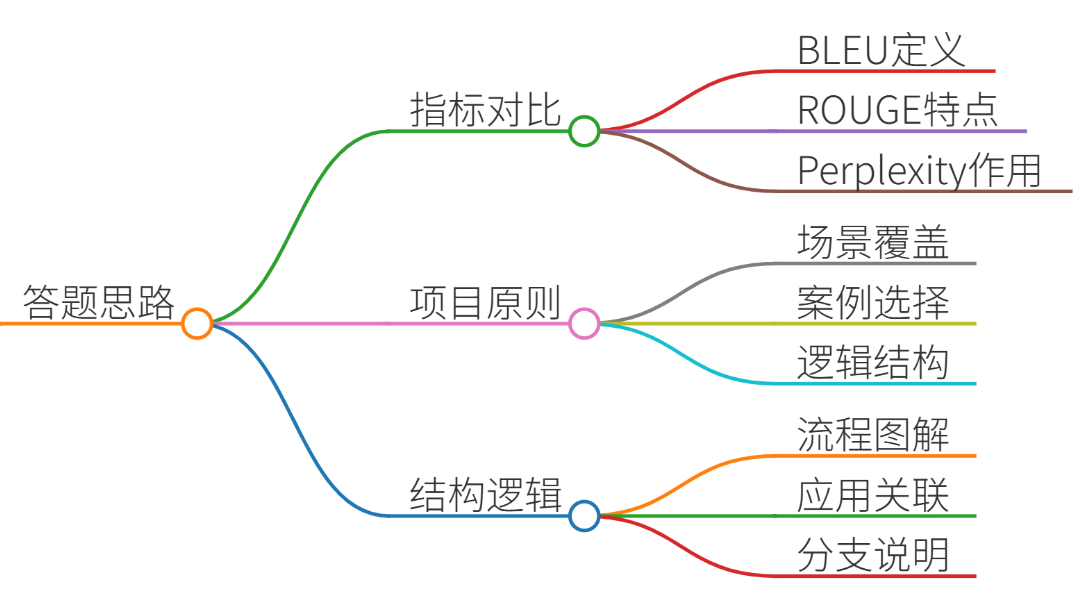 答题思路
指标对比
BLEU定义
ROUGE特点
Perplexity作用
项目原则
场景覆盖
案例选择
逻辑结构
结构逻辑
流程图解
应用关联
分支说明